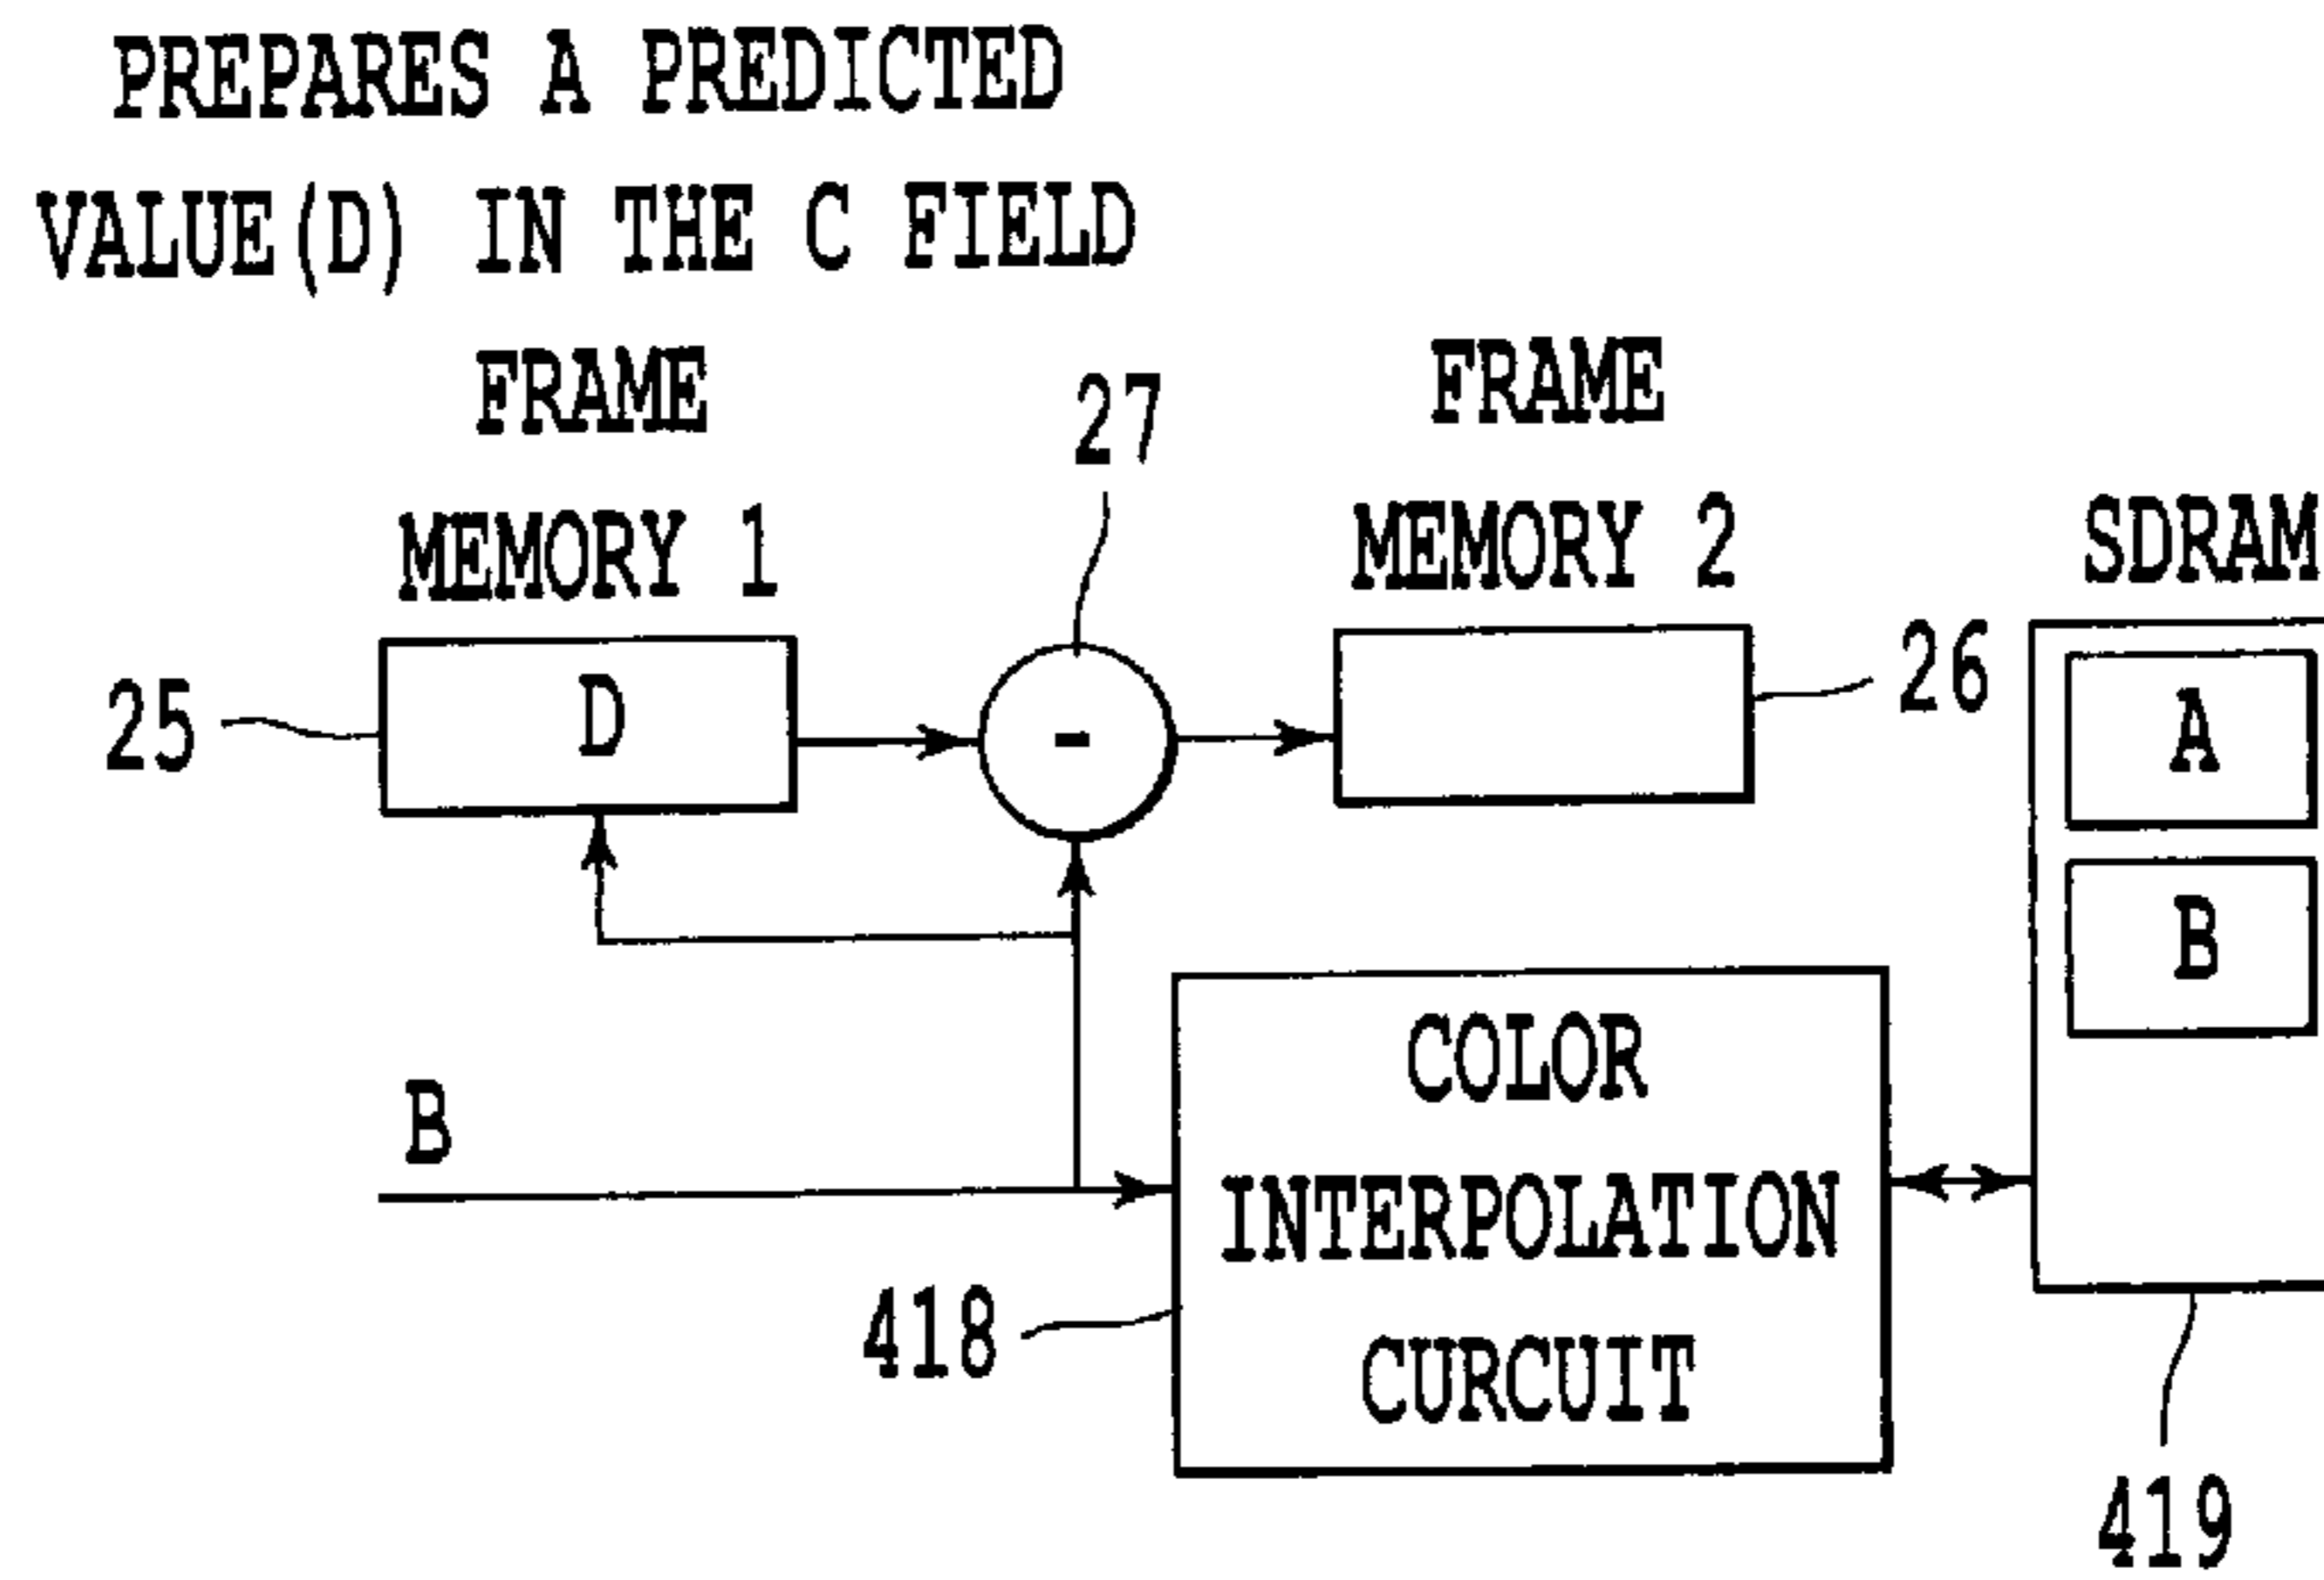 PREPARES A PREDICTED
VALUE(D) IN THE C FIELD
FRAME
MEMORY 1
27
FRAME
MEMORY 2
SDRAM
25
D
-
26
A
B
B
COLOR
INTERPOLATION
CURCUIT
418
419